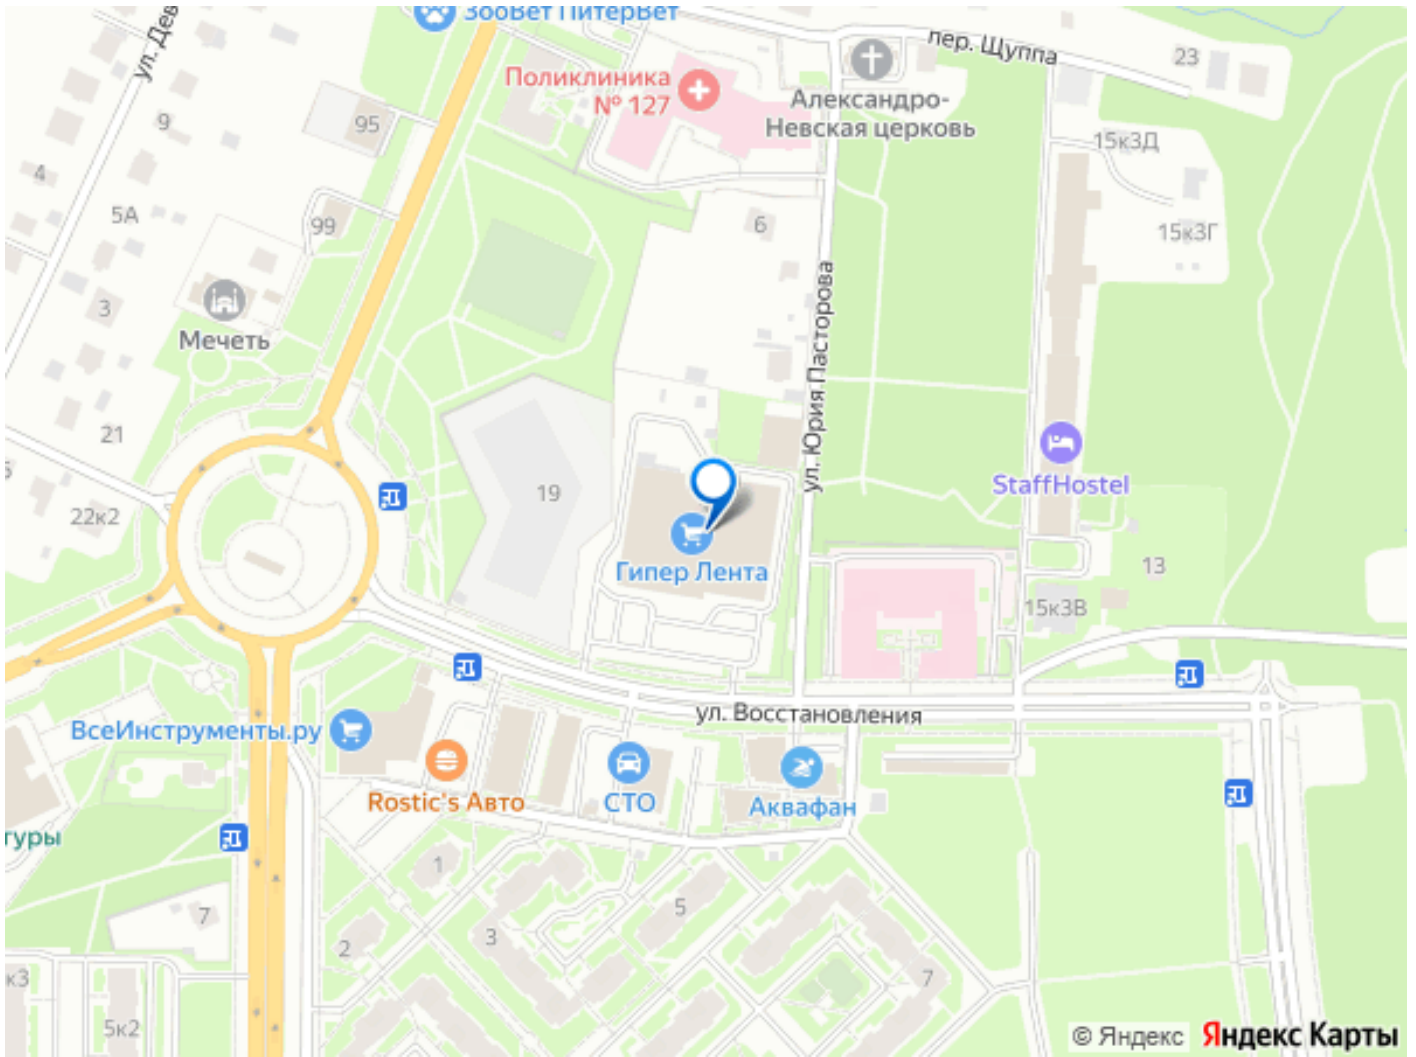 ЗооВет ПитерВет
ул. Дев
пер. Щуппа
23
Поликлиника
№ 127
Александро-
Невская церковь
95
9
15к3Д
4
5А
99
6
15к3Г
3
Мечеть
ул. Юрия Пасторова
21
StaffHostel
19
22к2
Гипер Лента
13
15к3В
ул. Восстановления
ВсеИнструменты.ру
Rostic's Авто
СТО
Аквафан
гуры
1
7
5
2
3
7
к3
5к2
© Яндекс Яндекс Карты